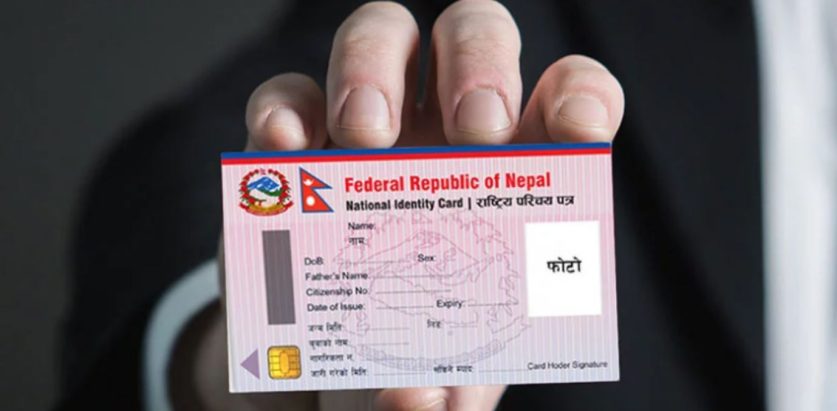 Federal Republic of Nepal
National Identity Card | राष्ट्रिय परिचय पत्र
Name:
नाम:
DoB: Sex:
Father's Name:
Citizenship No:
Date of Issue: Expiry:
फोटो
जन्म मिति: लिङ्ग:
बुवाको नाम:
नागरिकता न.
जारी गरेको मिति:
Card Hoder Signature